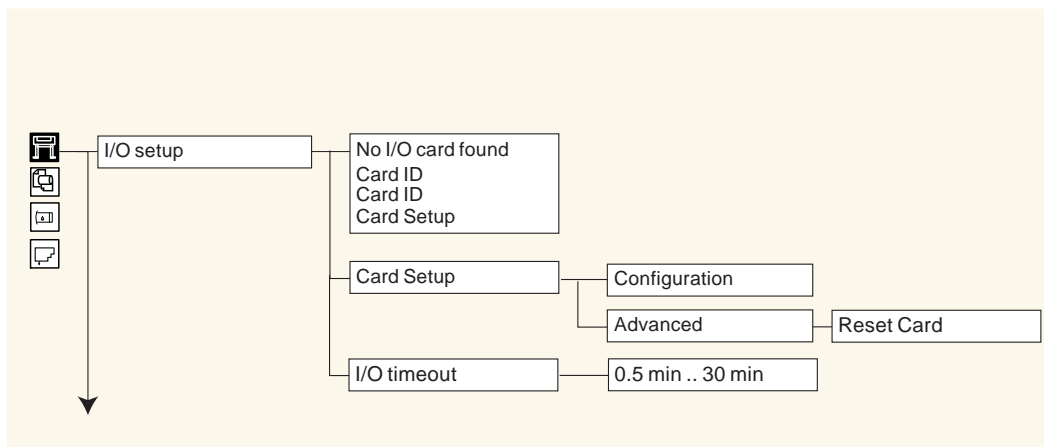 I/O setup
No I/O card found
Card ID
Card ID
Card Setup
Card Setup
Configuration
Advanced
Reset Card
I/O timeout
0.5 min .. 30 min